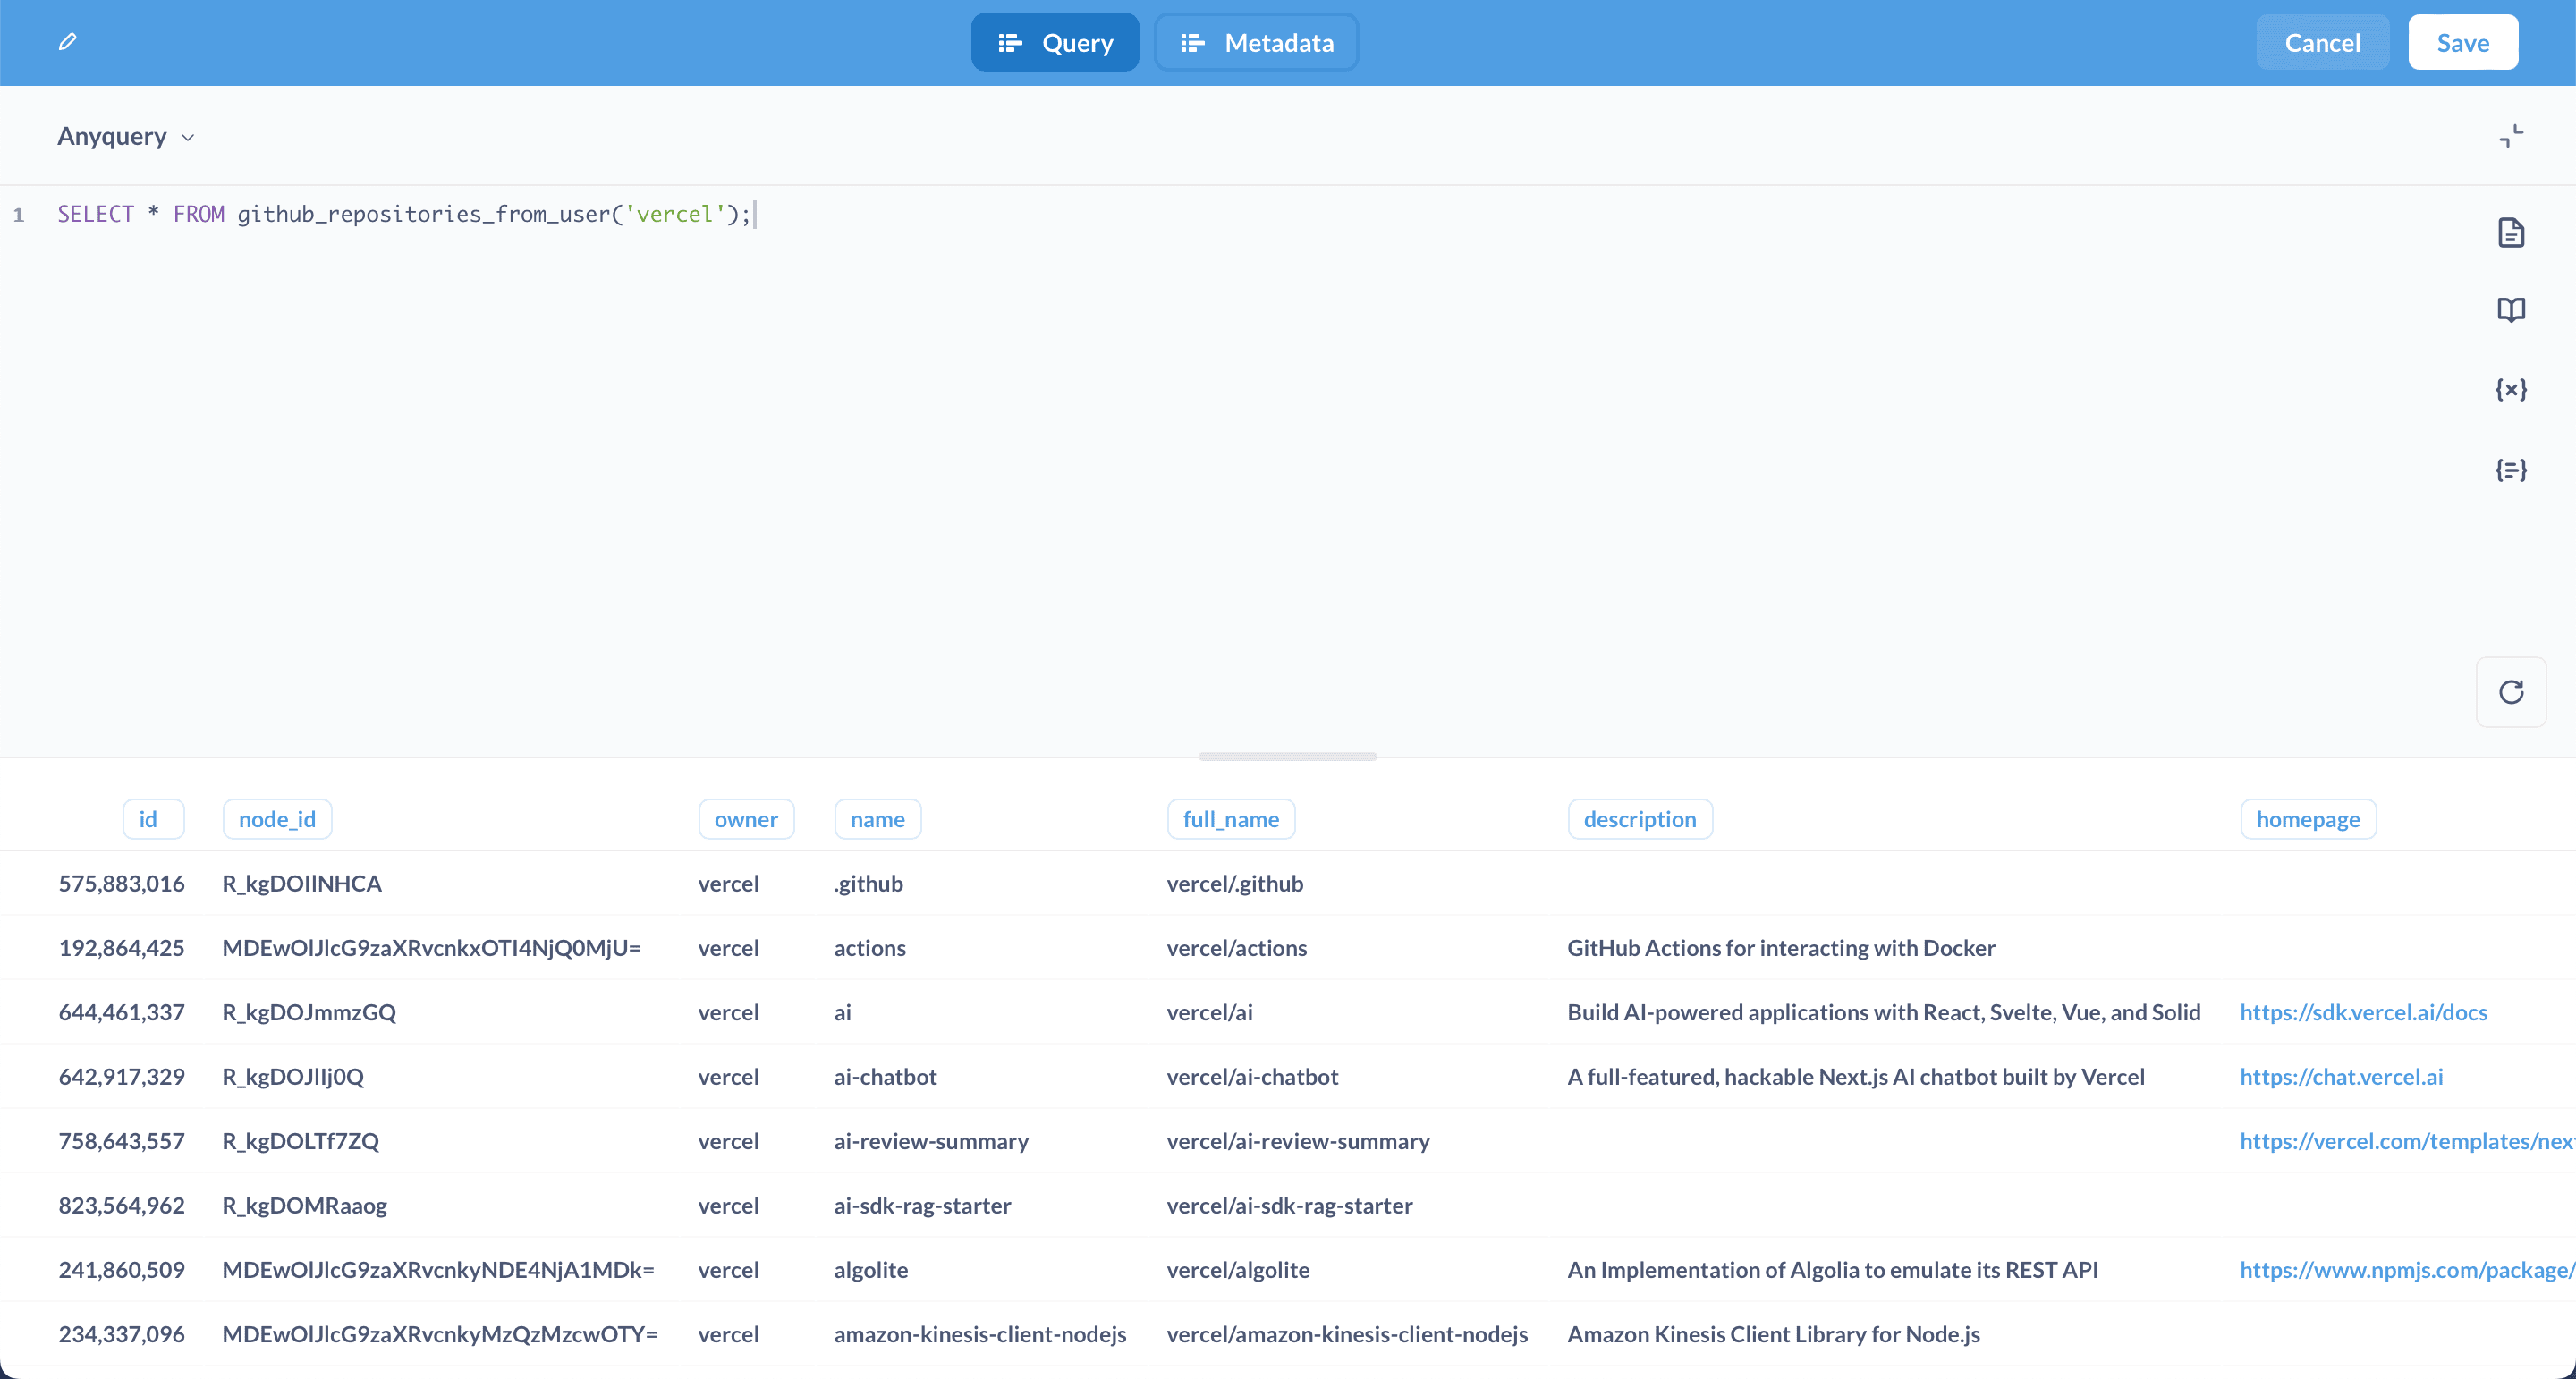 Query Metadata Cancel Save
Anyquery
1 SELECT * FROM github_repositories_from_user('vercel');
id node_id owner name full_name description homepage
575,883,016 R_kgDOIlNHCA vercel .github vercel/.github
192,864,425 MDEwOlJlcG9zaXRvcnkxOTI4NjQ0MjU= vercel actions vercel/actions GitHub Actions for interacting with Docker
644,461,337 R_kgDOJmmzGQ vercel ai vercel/ai Build AI-powered applications with React, Svelte, Vue, and Solid https://sdk.vercel.ai/docs
642,917,329 R_kgDOJlIj0Q vercel ai-chatbot vercel/ai-chatbot A full-featured, hackable Next.js AI chatbot built by Vercel https://chat.vercel.ai
758,643,557 R_kgDOLTf7ZQ vercel ai-review-summary vercel/ai-review-summary https://vercel.com/templates/nex
823,564,962 R_kgDOMRaaog vercel ai-sdk-rag-starter vercel/ai-sdk-rag-starter
241,860,509 MDEwOlJlcG9zaXRvcnkyNDE4NjA1MDk= vercel algolite vercel/algolite An Implementation of Algolia to emulate its REST API https://www.npmjs.com/package/
234,337,096 MDEwOlJlcG9zaXRvcnkyMzQzMzcwOTY= vercel amazon-kinesis-client-nodejs vercel/amazon-kinesis-client-nodejs Amazon Kinesis Client Library for Node.js